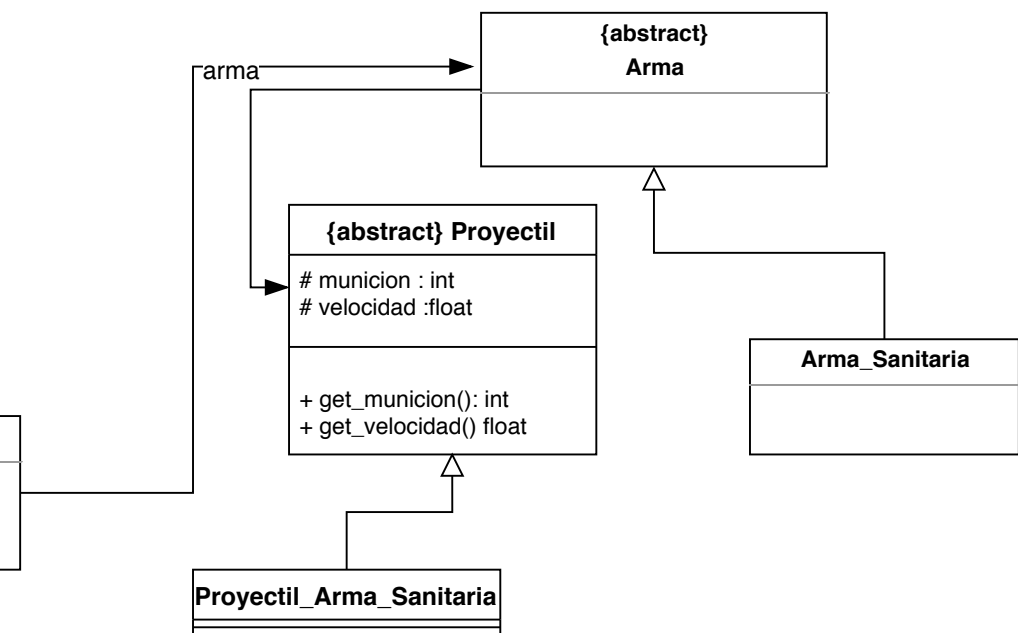 {abstract}
Arma
arma
{abstract} Proyectil
# municion : int
# velocidad :float
+ get_municion(): int
+ get_velocidad() float
Arma_Sanitaria
Proyectil_Arma_Sanitaria